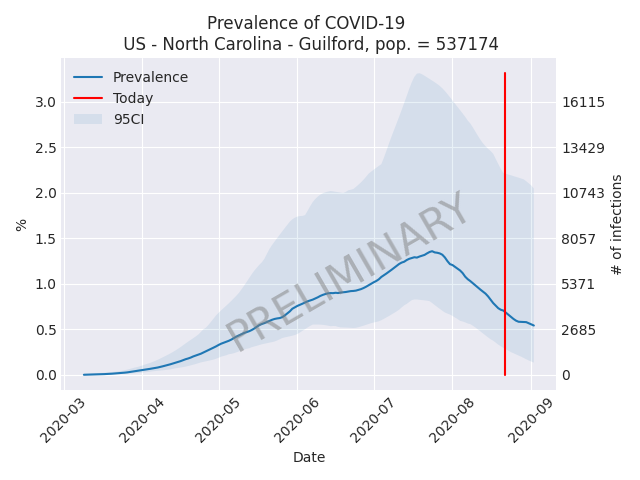 Prevalence of COVID-19
US - North Carolina - Guilford, pop. = 537174
Prevalence
Today
95CI
3.0
2.5
2.0
1.5
1.0
0.5
0.0
%
16115
13429
10743
8057
5371
2685
0
# of infections
PRELIMINARY
2020-03
2020-04
2020-05
2020-06
2020-07
2020-08
2020-09
Date